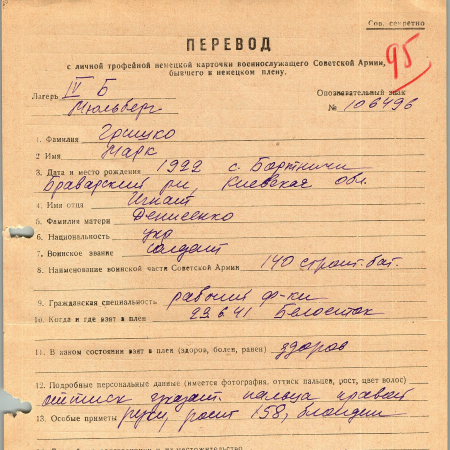 Сов. секретно
ПЕРЕВОД
с личной трофейной немецкой карточки военнослужащего Советской Армии,
бывшего в немецком плену.
95
Лагерь IV Б
Мюльберг
Опознавательный знак
№ 106496
1. Фамилия Гришко
2 Имя Марк
3. Дата и место рождения 1922 с. Бортничи
Браварский р-н, Киевская обл.
4. Имя отца Игнат
5. Фамилия матери Денисенко
6. Национальность укр
7. Воинское звание солдат
8. Наименование воинской части Советской Армии 140 строит. бат.
9. Гражданская специальность рабочий ф-ки
10. Когда и где взят в плен 29 6 41 Белосток
11. В каком состоянии взят в плен (здоров, болен, ранен) здоров
12. Подробные персональные данные (имеется фотография, оттиск пальцев, рост, цвет волос)
оттиск указат. пальца правой
13. Особые приметы руки, рост 158, блондин